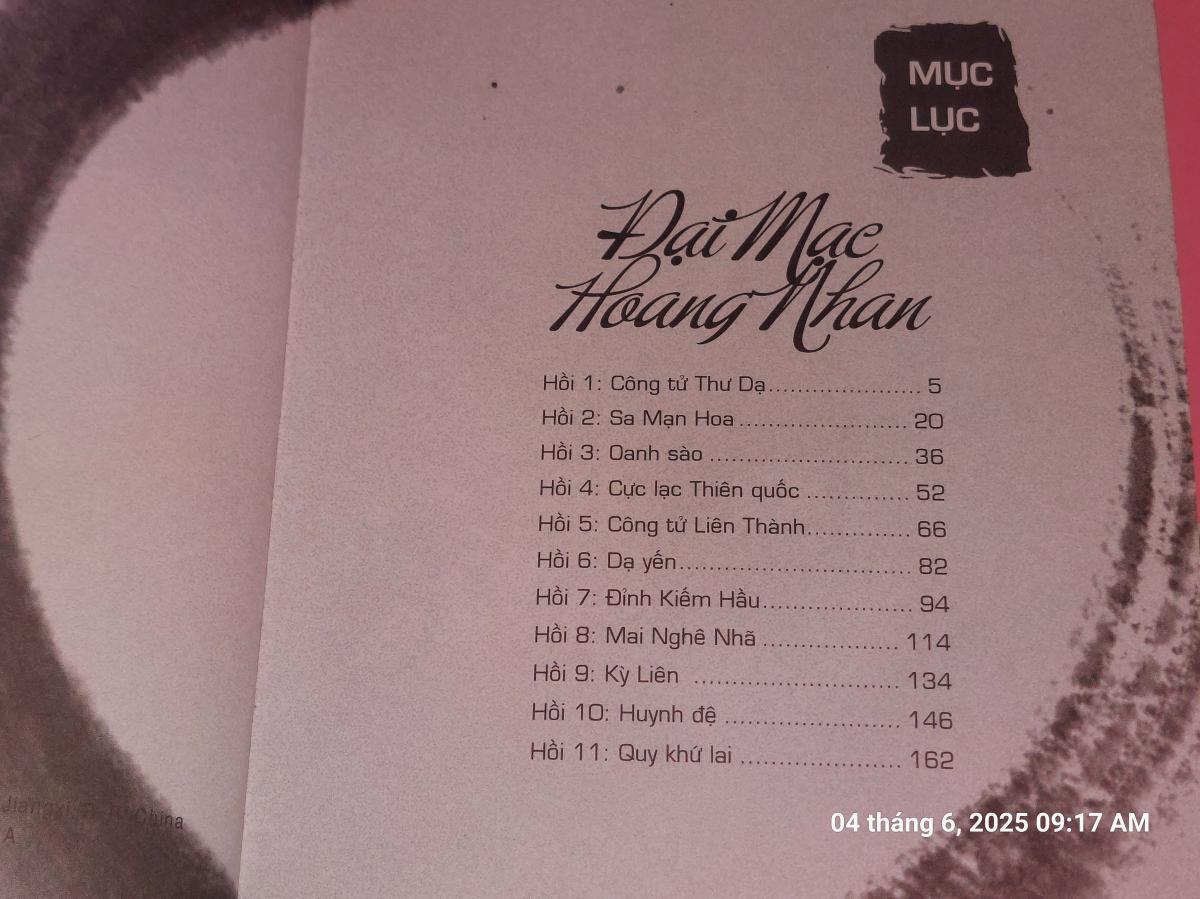 MỤC
LỤC
Đại Mạc
Hoang Nhan
Hồi 1: Công tử Thư Dạ..................... 5
Hồi 2: Sa Mạn Hoa ...................... 20
Hồi 3: Oanh sào .......................... 36
Hồi 4: Cực lạc Thiên quốc .............. 52
Hồi 5: Công tử Liên Thành.............. 66
Hồi 6: Dạ yến.............................. 82
Hồi 7: Đỉnh Kiếm Hầu.................... 94
Hồi 8: Mai Nghê Nhã .................. 114
Hồi 9: Kỳ Liên ........................... 134
Hồi 10: Huynh đệ ....................... 146
Hồi 11: Quy khứ lai ..................... 162
Jiangxi China
A
04 tháng 6, 2025 09:17 AM